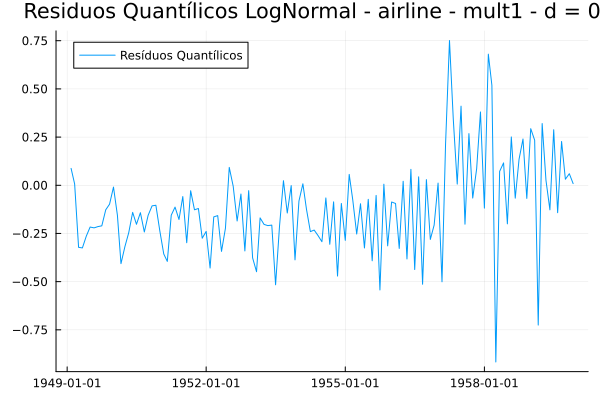 Resíduos Quantílicos LogNormal - airline - mult1 - d = 0
Resíduos Quantílicos
0.75
0.50
0.25
0.00
−0.25
−0.50
−0.75
1949-01-01 1952-01-01 1955-01-01 1958-01-01